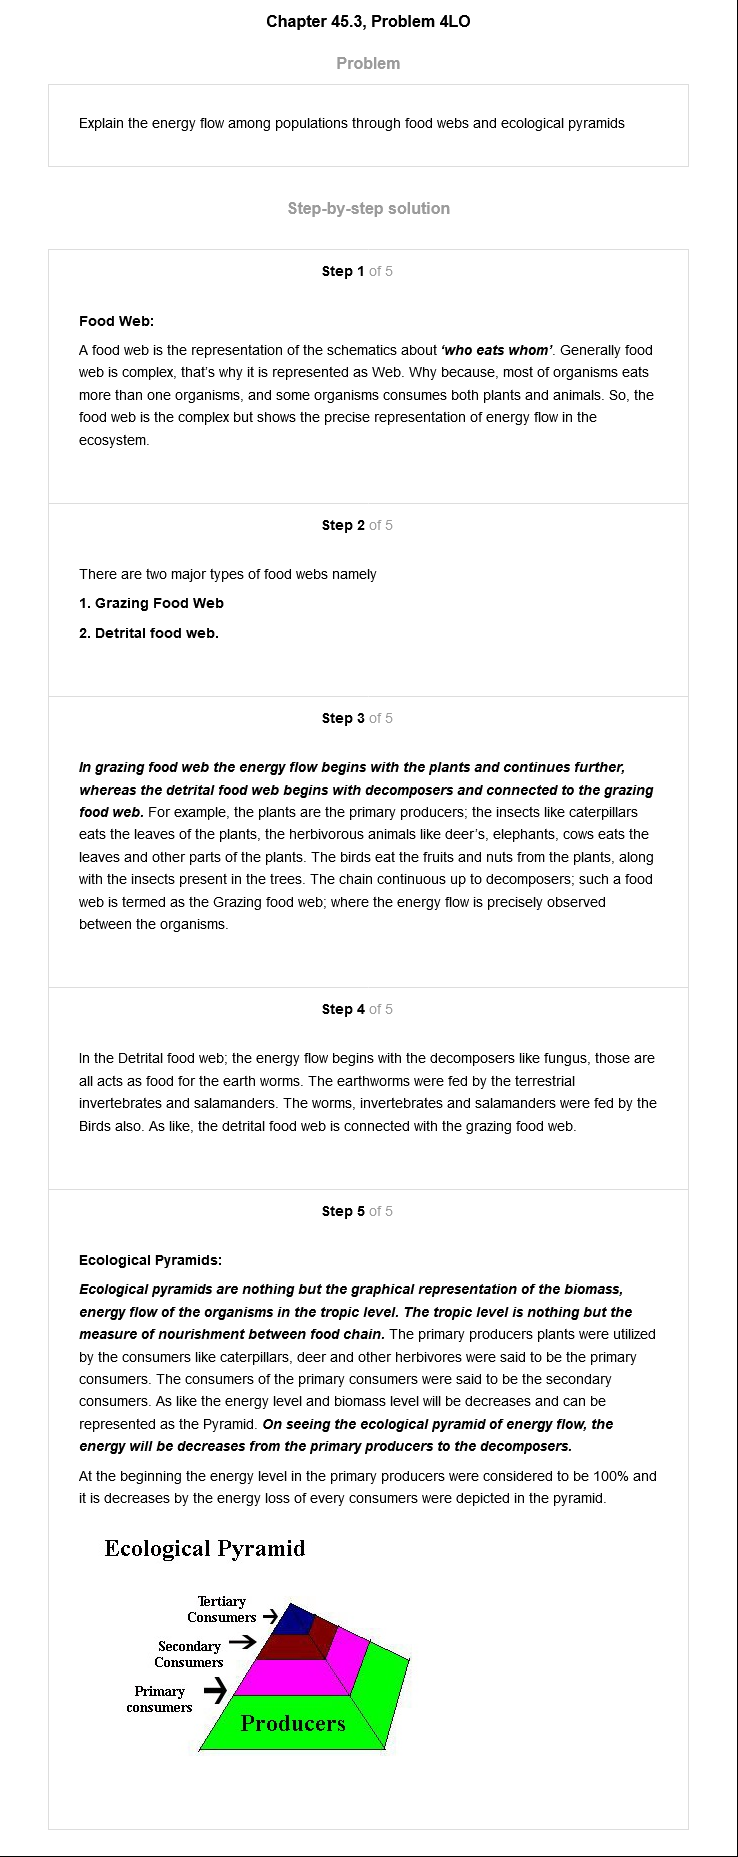 Chapter 45.3, Problem 4LO
Problem
Explain the energy flow among populations through food webs and ecological pyramids
Step-by-step solution
Step 1 of 5
Food Web:
A food web is the representation of the schematics about ‘who eats whom’. Generally food
web is complex, that’s why it is represented as Web. Why because, most of organisms eats
more than one organisms, and some organisms consumes both plants and animals. So, the
food web is the complex but shows the precise representation of energy flow in the
ecosystem.
Step 2 of 5
There are two major types of food webs namely
1. Grazing Food Web
2. Detrital food web.
Step 3 of 5
In grazing food web the energy flow begins with the plants and continues further,
whereas the detrital food web begins with decomposers and connected to the grazing
food web. For example, the plants are the primary producers; the insects like caterpillars
eats the leaves of the plants, the herbivorous animals like deer’s, elephants, cows eats the
leaves and other parts of the plants. The birds eat the fruits and nuts from the plants, along
with the insects present in the trees. The chain continuous up to decomposers; such a food
web is termed as the Grazing food web; where the energy flow is precisely observed
between the organisms.
Step 4 of 5
In the Detrital food web; the energy flow begins with the decomposers like fungus, those are
all acts as food for the earth worms. The earthworms were fed by the terrestrial
invertebrates and salamanders. The worms, invertebrates and salamanders were fed by the
Birds also. As like, the detrital food web is connected with the grazing food web.
Step 5 of 5
Ecological Pyramids:
Ecological pyramids are nothing but the graphical representation of the biomass,
energy flow of the organisms in the tropic level. The tropic level is nothing but the
measure of nourishment between food chain. The primary producers plants were utilized
by the consumers like caterpillars, deer and other herbivores were said to be the primary
consumers. The consumers of the primary consumers were said to be the secondary
consumers. As like the energy level and biomass level will be decreases and can be
represented as the Pyramid. On seeing the ecological pyramid of energy flow, the
energy will be decreases from the primary producers to the decomposers.
At the beginning the energy level in the primary producers were considered to be 100% and
it is decreases by the energy loss of every consumers were depicted in the pyramid.
Ecological Pyramid
Tertiary
Consumers
Secondary
Consumers
Primary
consumers
Producers